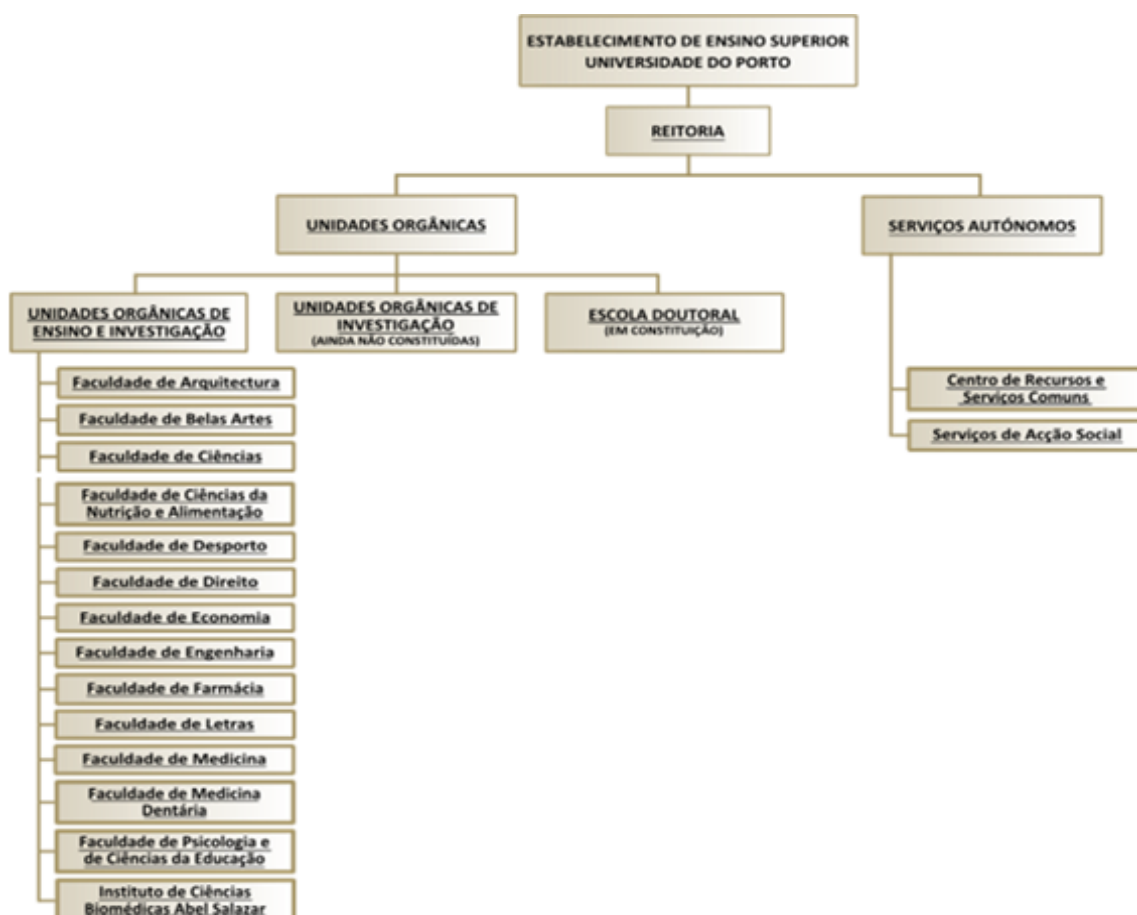 ESTABELECIMENTO DE ENSINO SUPERIOR
UNIVERSIDADE DO PORTO
REITORIA
UNIDADES ORGÂNICAS
SERVIÇOS AUTÓNOMOS
UNIDADES ORGÂNICAS DE
ENSINO E INVESTIGAÇÃO
UNIDADES ORGÂNICAS DE
INVESTIGAÇÃO
(AINDA NÃO CONSTITUÍDAS)
ESCOLA DOUTORAL
(EM CONSTITUIÇÃO)
Faculdade de Arquitectura
Faculdade de Belas Artes
Faculdade de Ciências
Faculdade de Ciências da
Nutrição e Alimentação
Faculdade de Desporto
Faculdade de Direito
Faculdade de Economia
Faculdade de Engenharia
Faculdade de Farmácia
Faculdade de Letras
Faculdade de Medicina
Faculdade de Medicina
Dentária
Faculdade de Psicologia e
de Ciências da Educação
Instituto de Ciências
Biomédicas Abel Salazar
Centro de Recursos e
Serviços Comuns
Serviços de Acção Social